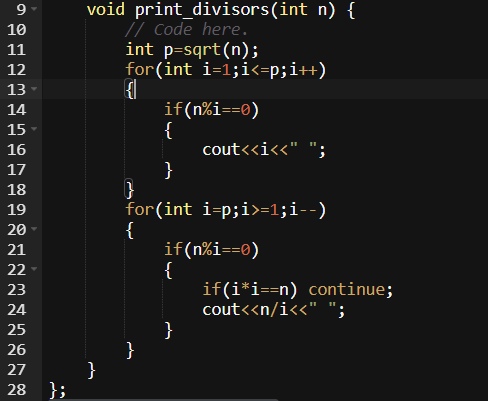 9 void print_divisors(int n) {
10 // Code here.
11 int p=sqrt(n);
12 for(int i=1;i<=p;i++)
13 {
14 if(n%i==0)
15 {
16 cout<<i<<" ";
17 }
18 }
19 for(int i=p;i>=1;i--)
20 {
21 if(n%i==0)
22 {
23 if(i*i==n) continue;
24 cout<<n/i<<" ";
25 }
26 }
27 }
28 };